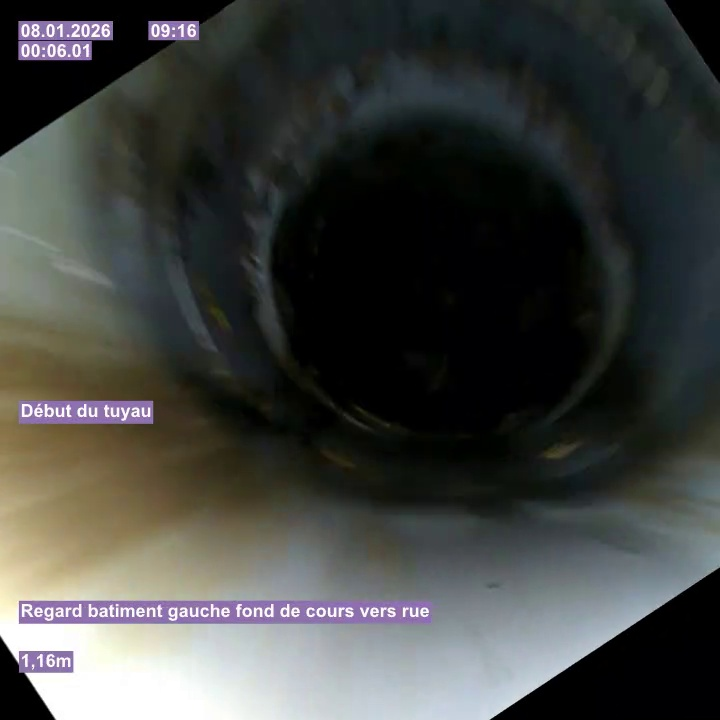 08.01.2026 09:16
00:06.01
Début du tuyau
Regard batiment gauche fond de cours vers rue
1,16m